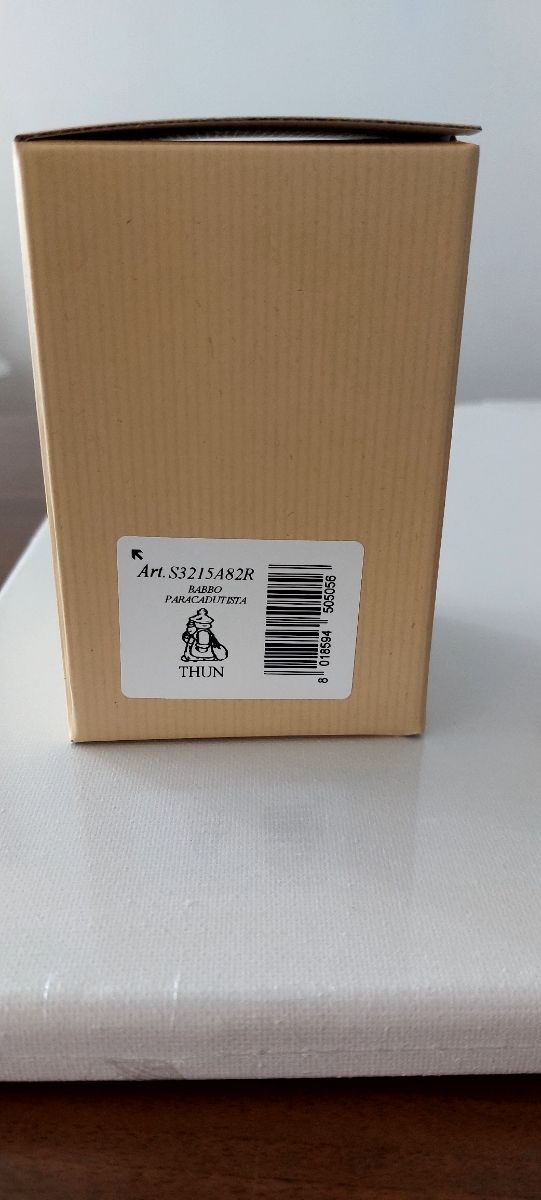 Art. S3215A82R
BABBO
PARACADUTISTA
THUN
8 018594 505056